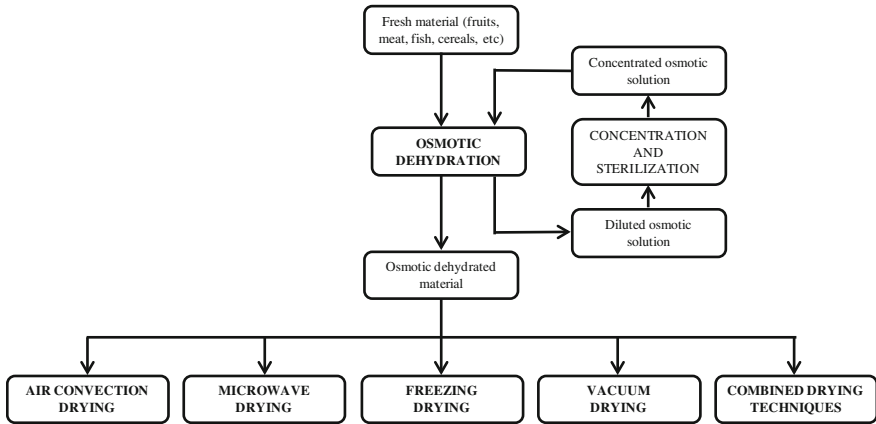 Fresh material (fruits,
meat, fish, cereals, etc)
Concentrated osmotic
solution
OSMOTIC
DEHYDRATION
CONCENTRATION
AND
STERILIZATION
Diluted osmotic
solution
Osmotic dehydrated
material
AIR CONVECTION
DRYING
MICROWAVE
DRYING
FREEZING
DRYING
VACUUM
DRYING
COMBINED DRYING
TECHNIQUES